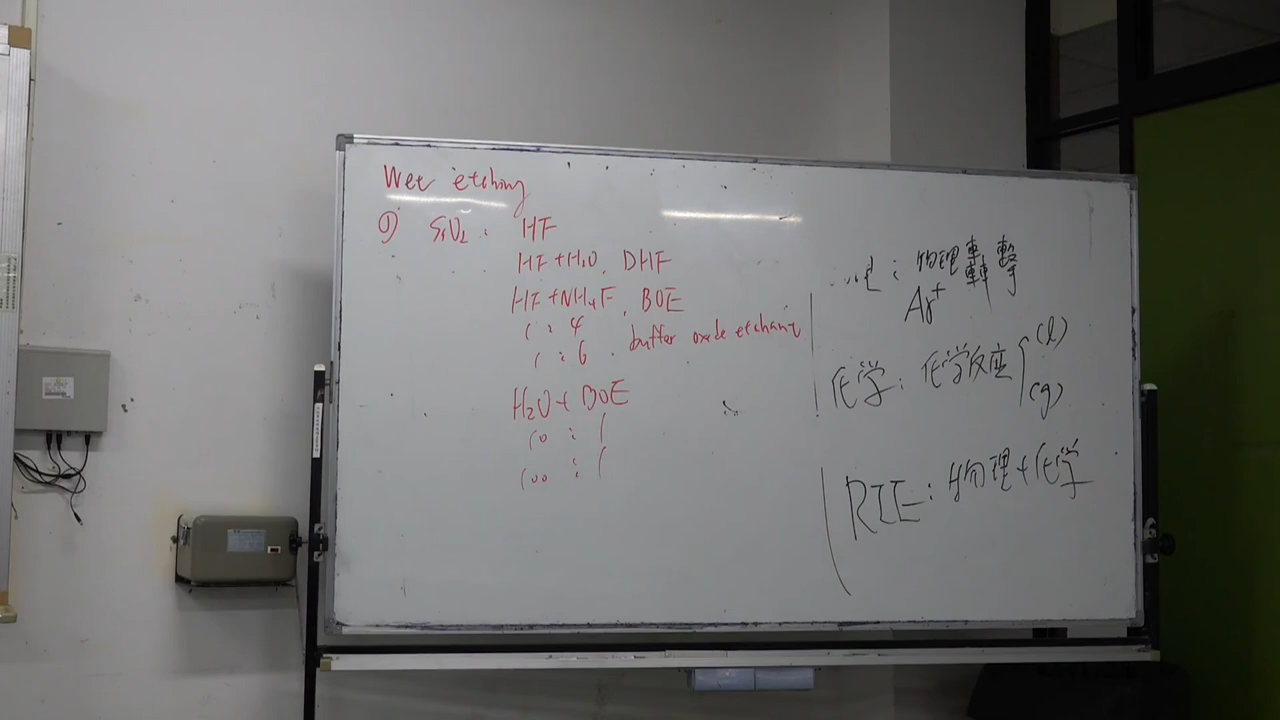 Wet etching
① SiO2: HF
HF + H2O, DHF
HF + NH4F, BOE
1 : 4
1 : 6 . buffer oxide etching
H2O + BOE
10 : 1
100 : 1
: 物理轟擊
Ar+
化学: 化学反应 (l)
(g)
RIE: 物理+化学